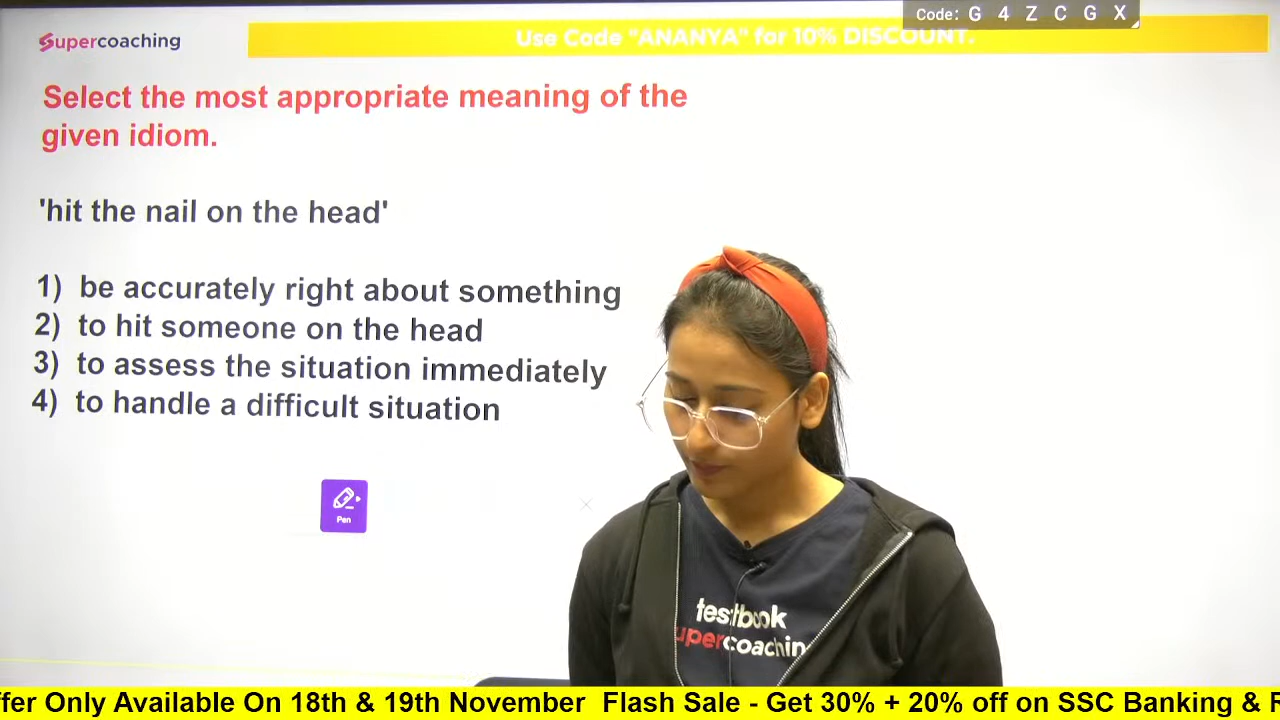 Supercoaching
Use Code "ANANYA" for 10% DISCOUNT.
Code: G 4 Z C G X
Select the most appropriate meaning of the
given idiom.
'hit the nail on the head'
1) be accurately right about something
2) to hit someone on the head
3) to assess the situation immediately
4) to handle a difficult situation
Pen
testbook
upercoachin
ffer Only Available On 18th & 19th November Flash Sale - Get 30% + 20% off on SSC Banking &